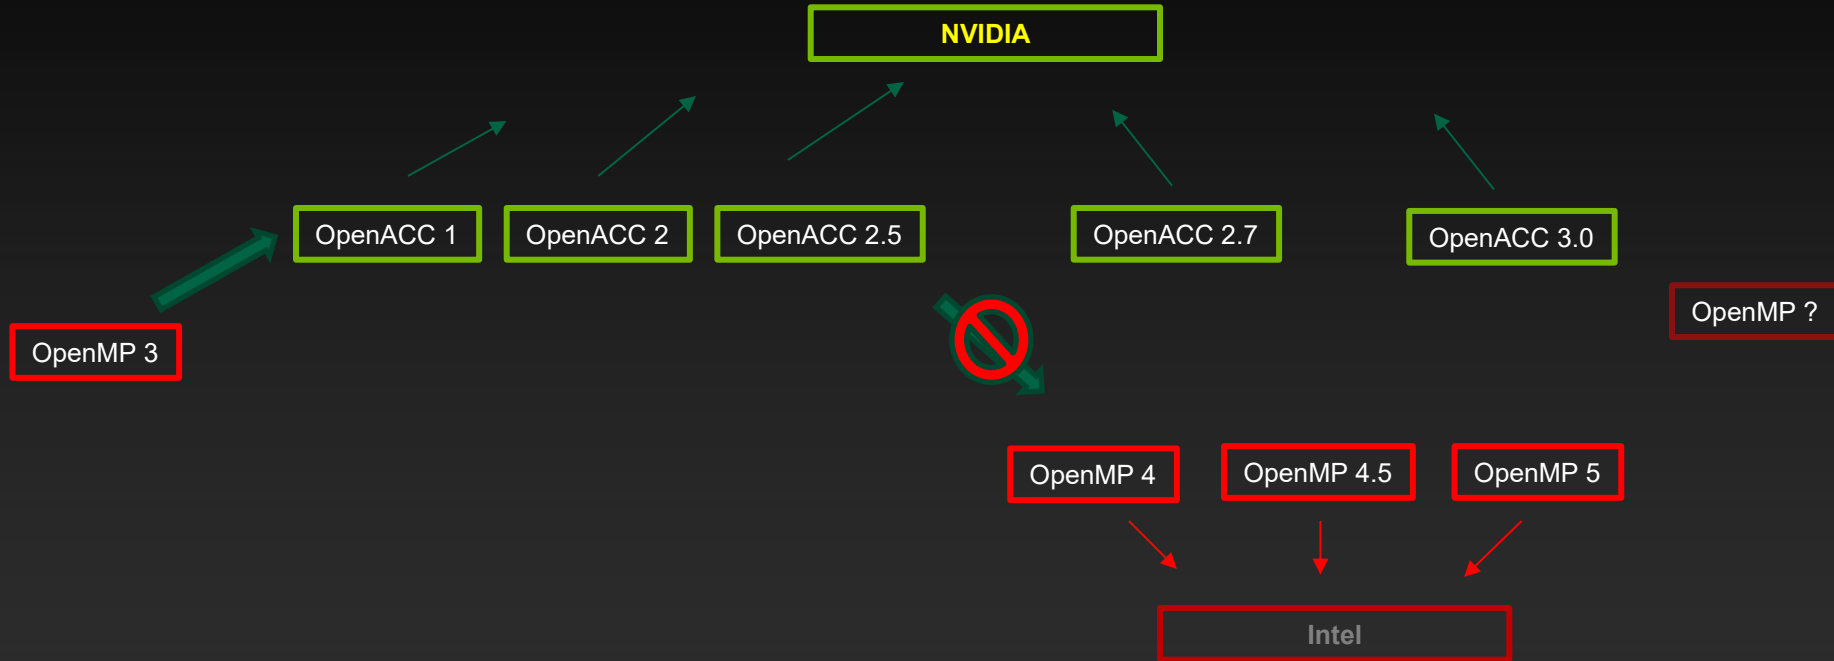 NVIDIA
OpenACC 1
OpenACC 2
OpenACC 2.5
OpenACC 2.7
OpenACC 3.0
OpenMP ?
OpenMP 3
OpenMP 4
OpenMP 4.5
OpenMP 5
Intel